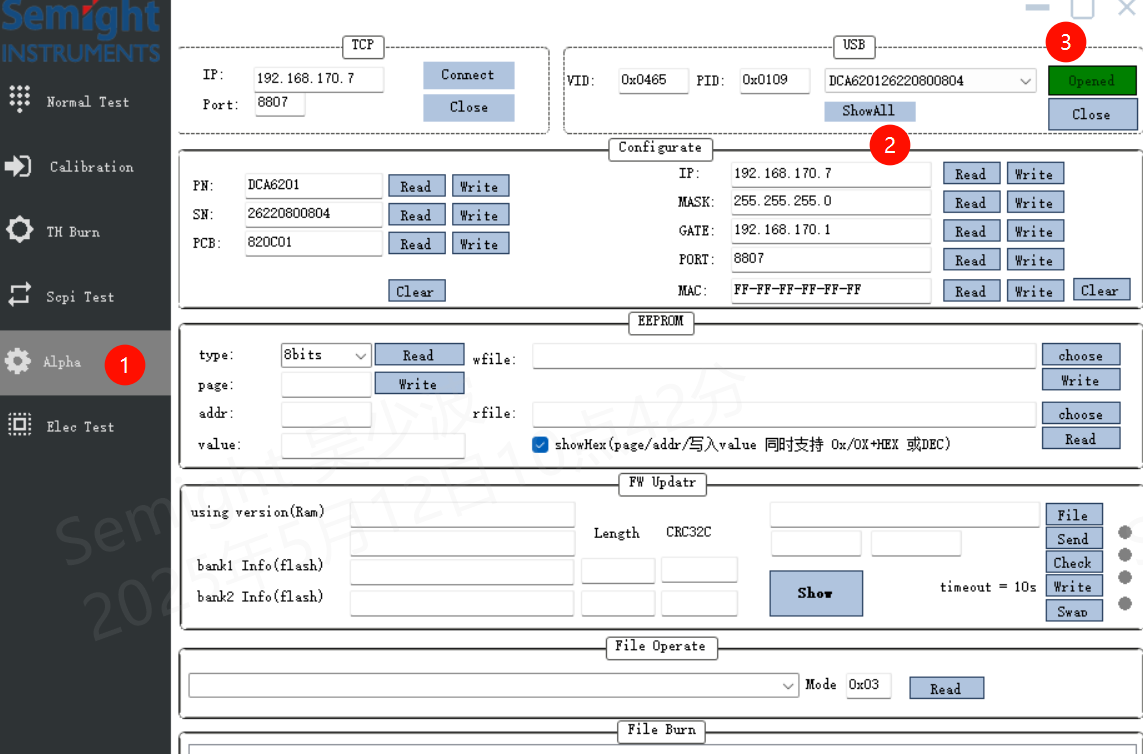 Semight
INSTRUMENTS
Normal Test
Calibration
TH Burn
Scpi Test
Alpha
1
Elec Test
TCP
IP: 192.168.170.7 Connect
Port: 8807 Close
USB
3
VID: 0x0465 PID: 0x0109 DCA620126220800804 Opened
ShowAll Close
2
Configurate
PN: DCA6201 Read Write
SN: 26220800804 Read Write
PCB: 820C01 Read Write
Clear
IP: 192.168.170.7 Read Write
MASK: 255.255.255.0 Read Write
GATE: 192.168.170.1 Read Write
PORT: 8807 Read Write
MAC: FF-FF-FF-FF-FF-FF Read Write Clear
EEPROM
type: 8bits Read wfile: choose
page: Write Write
addr: rfile: choose
value: showHex(page/addr/写入value 同时支持 0x/0X+HEX 或DEC) Read
FW Updatr
using version(Ram) File
Length CRC32C Send
bank1 Info(flash) Check
Show timeout = 10s Write
bank2 Info(flash) Swap
File Operate
Mode 0x03 Read
File Burn
Semight 吴少波
2025年5月12日10点42分